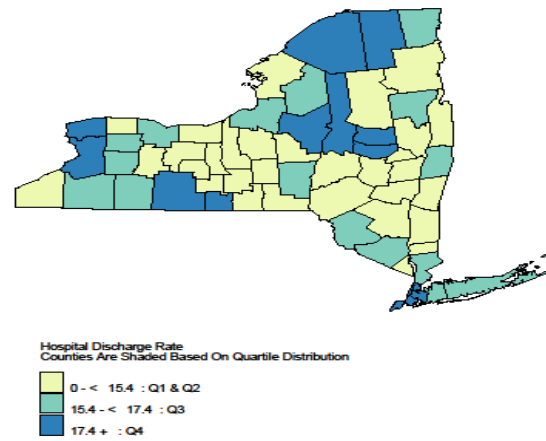 Hospital Discharge Rate
Counties Are Shaded Based On Quartile Distribution
0 - < 15.4 : Q1 & Q2
15.4 - < 17.4 : Q3
17.4 + : Q4